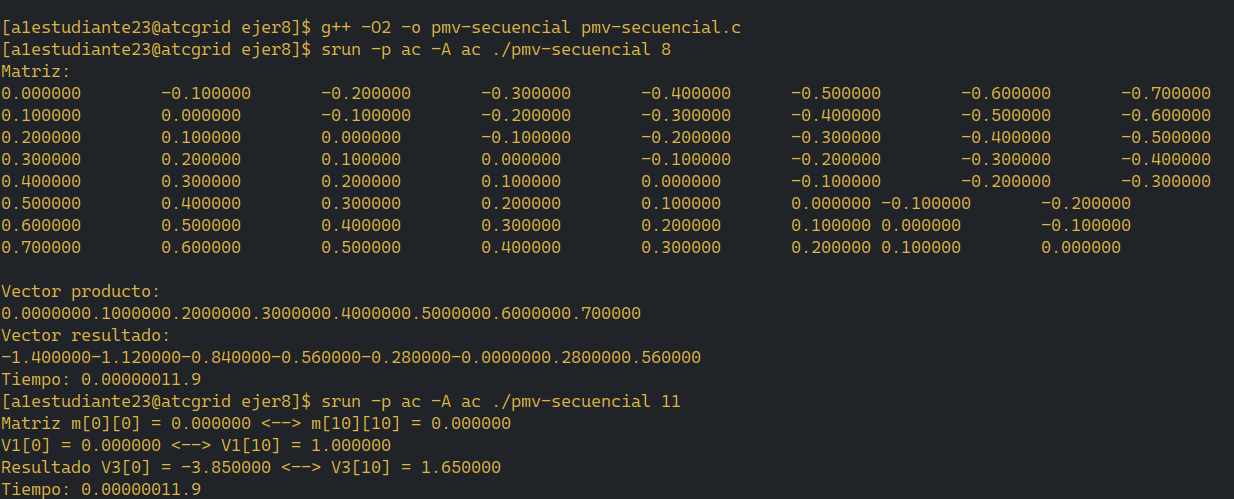 [a1estudiante23@atcgrid ejer8]$ g++ -O2 -o pmv-secuencial pmv-secuencial.c
[a1estudiante23@atcgrid ejer8]$ srun -p ac -A ac ./pmv-secuencial 8
Matriz:
0.000000 -0.100000 -0.200000 -0.300000 -0.400000 -0.500000 -0.600000 -0.700000
0.100000 0.000000 -0.100000 -0.200000 -0.300000 -0.400000 -0.500000 -0.600000
0.200000 0.100000 0.000000 -0.100000 -0.200000 -0.300000 -0.400000 -0.500000
0.300000 0.200000 0.100000 0.000000 -0.100000 -0.200000 -0.300000 -0.400000
0.400000 0.300000 0.200000 0.100000 0.000000 -0.100000 -0.200000 -0.300000
0.500000 0.400000 0.300000 0.200000 0.100000 0.000000 -0.100000 -0.200000
0.600000 0.500000 0.400000 0.300000 0.200000 0.100000 0.000000 -0.100000
0.700000 0.600000 0.500000 0.400000 0.300000 0.200000 0.100000 0.000000
Vector producto:
0.0000000.1000000.2000000.3000000.4000000.5000000.6000000.700000
Vector resultado:
-1.400000-1.120000-0.840000-0.560000-0.280000-0.0000000.2800000.560000
Tiempo: 0.00000011.9
[a1estudiante23@atcgrid ejer8]$ srun -p ac -A ac ./pmv-secuencial 11
Matriz m[0][0] = 0.000000 <--> m[10][10] = 0.000000
V1[0] = 0.000000 <--> V1[10] = 1.000000
Resultado V3[0] = -3.850000 <--> V3[10] = 1.650000
Tiempo: 0.00000011.9